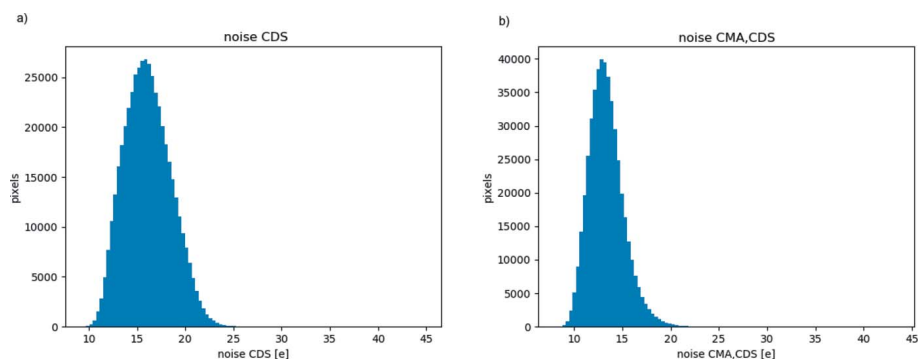 a)
noise CDS
25000
20000
15000
10000
5000
0
pixels
10 15 20 25 30 35 40 45
noise CDS [e]
b)
noise CMA,CDS
40000
35000
30000
25000
20000
15000
10000
5000
0
pixels
10 15 20 25 30 35 40 45
noise CMA,CDS [e]